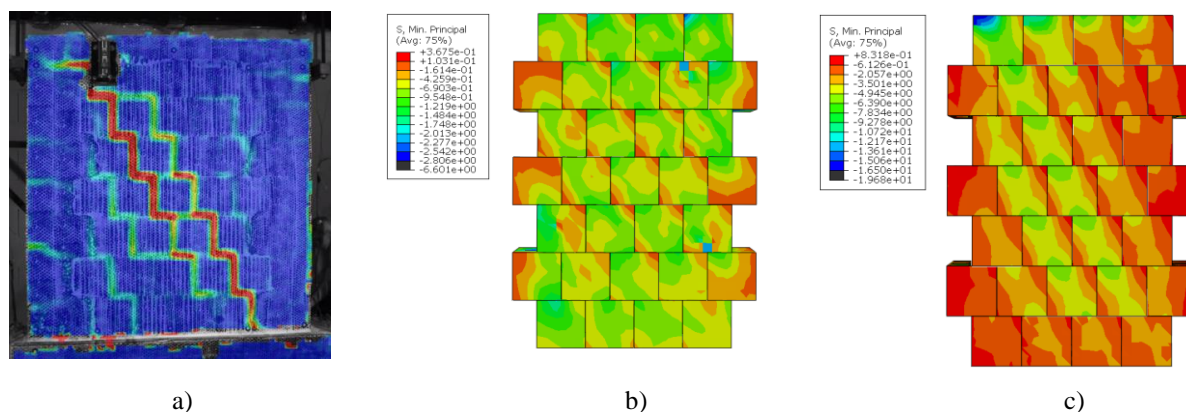 S, Min. Principal
(Avg: 75%)
+3.675e-01
+1.031e-01
-1.614e-01
-4.259e-01
-6.903e-01
-9.548e-01
-1.219e+00
-1.484e+00
-1.748e+00
-2.013e+00
-2.277e+00
-2.542e+00
-2.806e+00
-6.601e+00
S, Min. Principal
(Avg: 75%)
+8.318e-01
-6.126e-01
-2.057e+00
-3.501e+00
-4.945e+00
-6.390e+00
-7.834e+00
-9.278e+00
-1.072e+01
-1.217e+01
-1.361e+01
-1.506e+01
-1.650e+01
-1.968e+01
a)
b)
c)